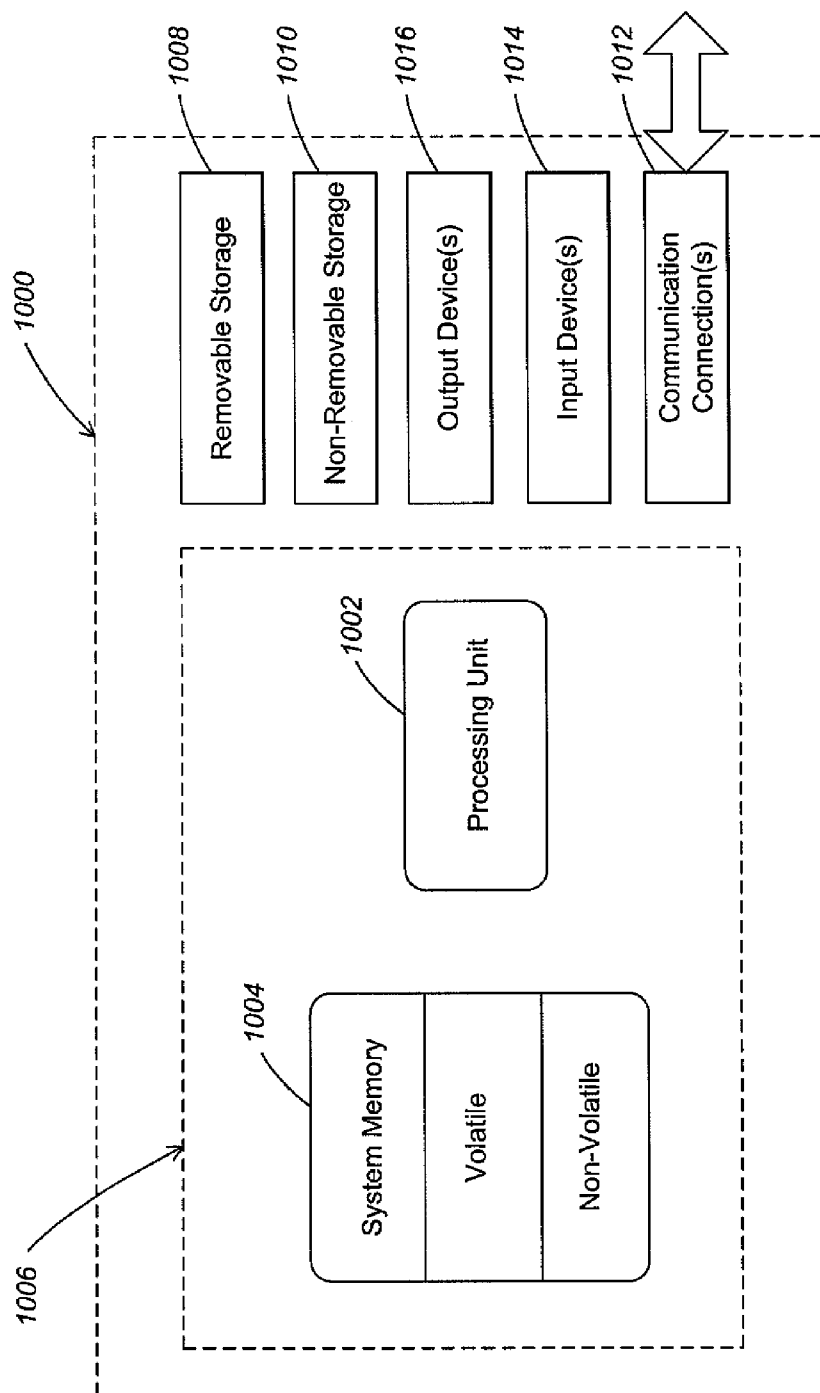 1000
1006
1004
System Memory
Volatile
Non-Volatile
1002
Processing Unit
1008
Removable Storage
1010
Non-Removable Storage
1016
Output Device(s)
1014
Input Device(s)
1012
Communication
Connection(s)